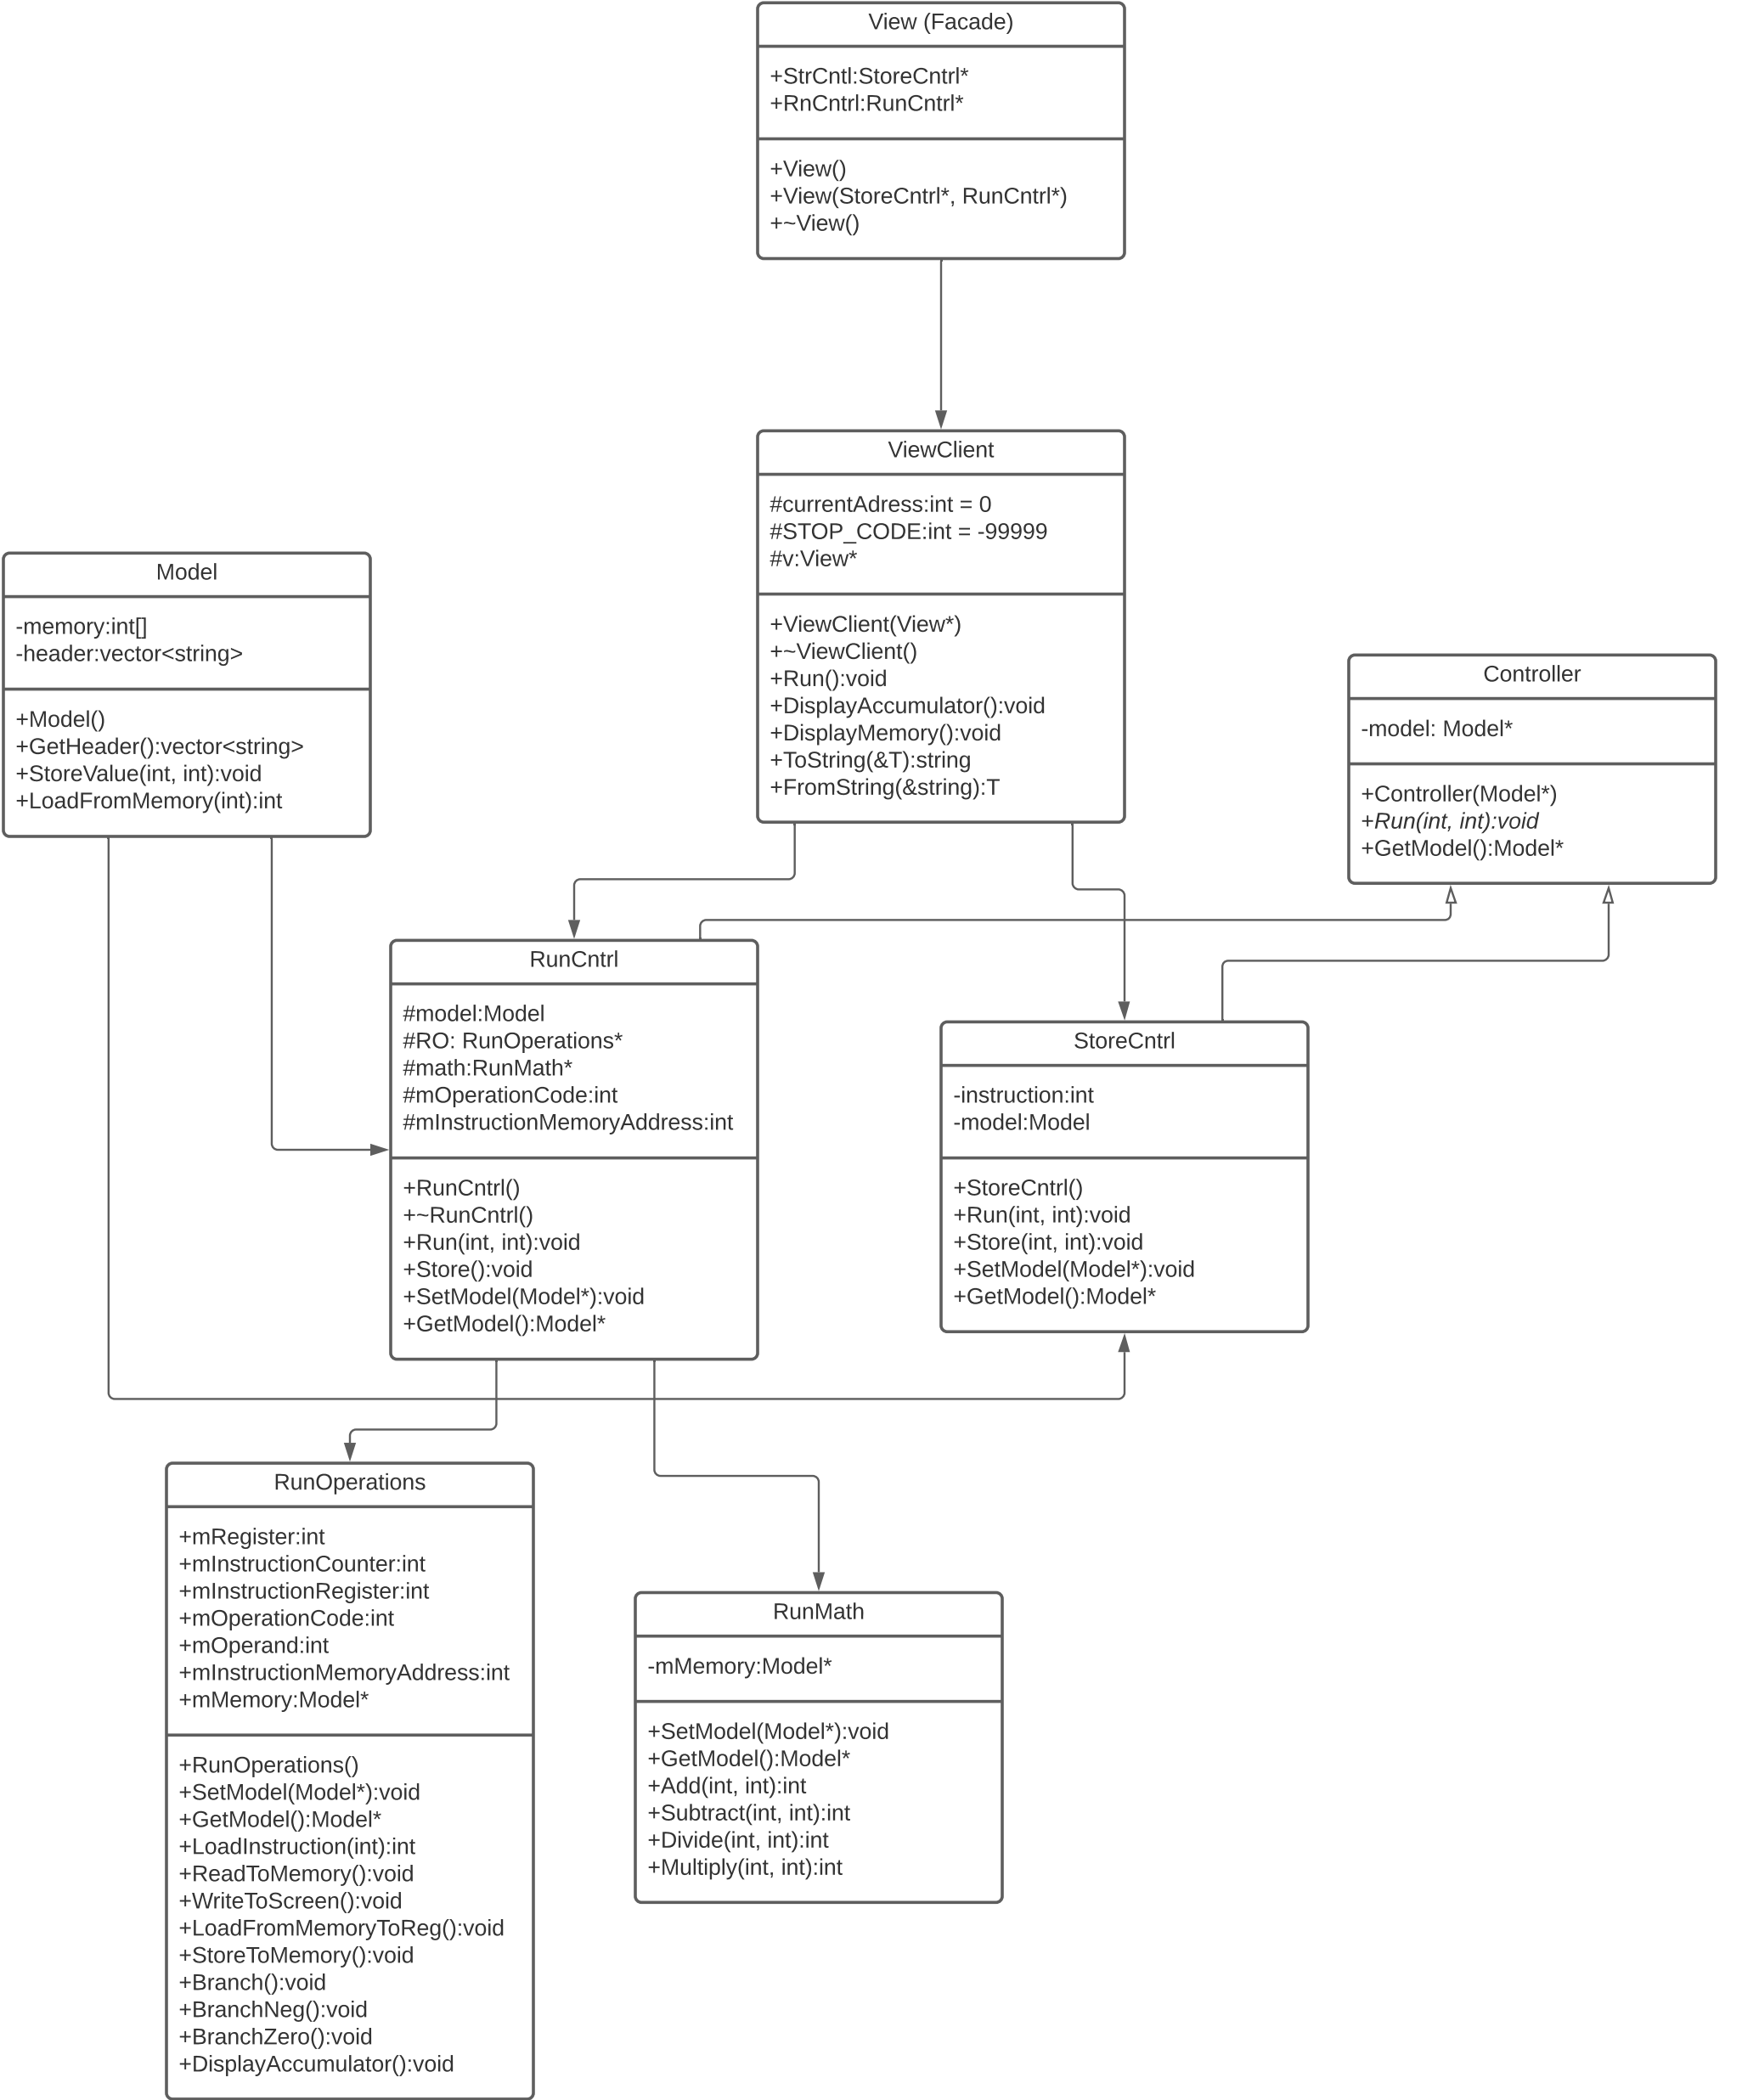 View (Facade)
+StrCntl:StoreCntrl*
+RnCntrl:RunCntrl*
+View()
+View(StoreCntrl*, RunCntrl*)
+~View()
ViewClient
#currentAdress:int = 0
#STOP_CODE:int = -99999
#v:View*
+ViewClient(View*)
+~ViewClient()
+Run():void
+DisplayAccumulator():void
+DisplayMemory():void
+ToString(&T):string
+FromString(&string):T
Model
-memory:int[]
-header:vector<string>
+Model()
+GetHeader():vector<string>
+StoreValue(int, int):void
+LoadFromMemory(int):int
Controller
-model: Model*
+Controller(Model*)
+Run(int, int):void
+GetModel():Model*
RunCntrl
#model:Model
#RO: RunOperations*
#math:RunMath*
#mOperationCode:int
#mInstructionMemoryAddress:int
+RunCntrl()
+~RunCntrl()
+Run(int, int):void
+Store():void
+SetModel(Model*):void
+GetModel():Model*
StoreCntrl
-instruction:int
-model:Model
+StoreCntrl()
+Run(int, int):void
+Store(int, int):void
+SetModel(Model*):void
+GetModel():Model*
RunOperations
+mRegister:int
+mInstructionCounter:int
+mInstructionRegister:int
+mOperationCode:int
+mOperand:int
+mInstructionMemoryAddress:int
+mMemory:Model*
+RunOperations()
+SetModel(Model*):void
+GetModel():Model*
+LoadInstruction(int):int
+ReadToMemory():void
+WriteToScreen():void
+LoadFromMemoryToReg():void
+StoreToMemory():void
+Branch():void
+BranchNeg():void
+BranchZero():void
+DisplayAccumulator():void
RunMath
-mMemory:Model*
+SetModel(Model*):void
+GetModel():Model*
+Add(int, int):int
+Subtract(int, int):int
+Divide(int, int):int
+Multiply(int, int):int